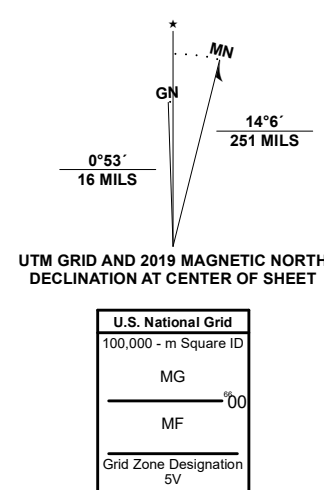 ★
MN
GN
14°6´
251 MILS
0°53´
16 MILS
UTM GRID AND 2019 MAGNETIC NORTH
DECLINATION AT CENTER OF SHEET
U.S. National Grid
100,000 - m Square ID
MG
6600
MF
Grid Zone Designation
5V